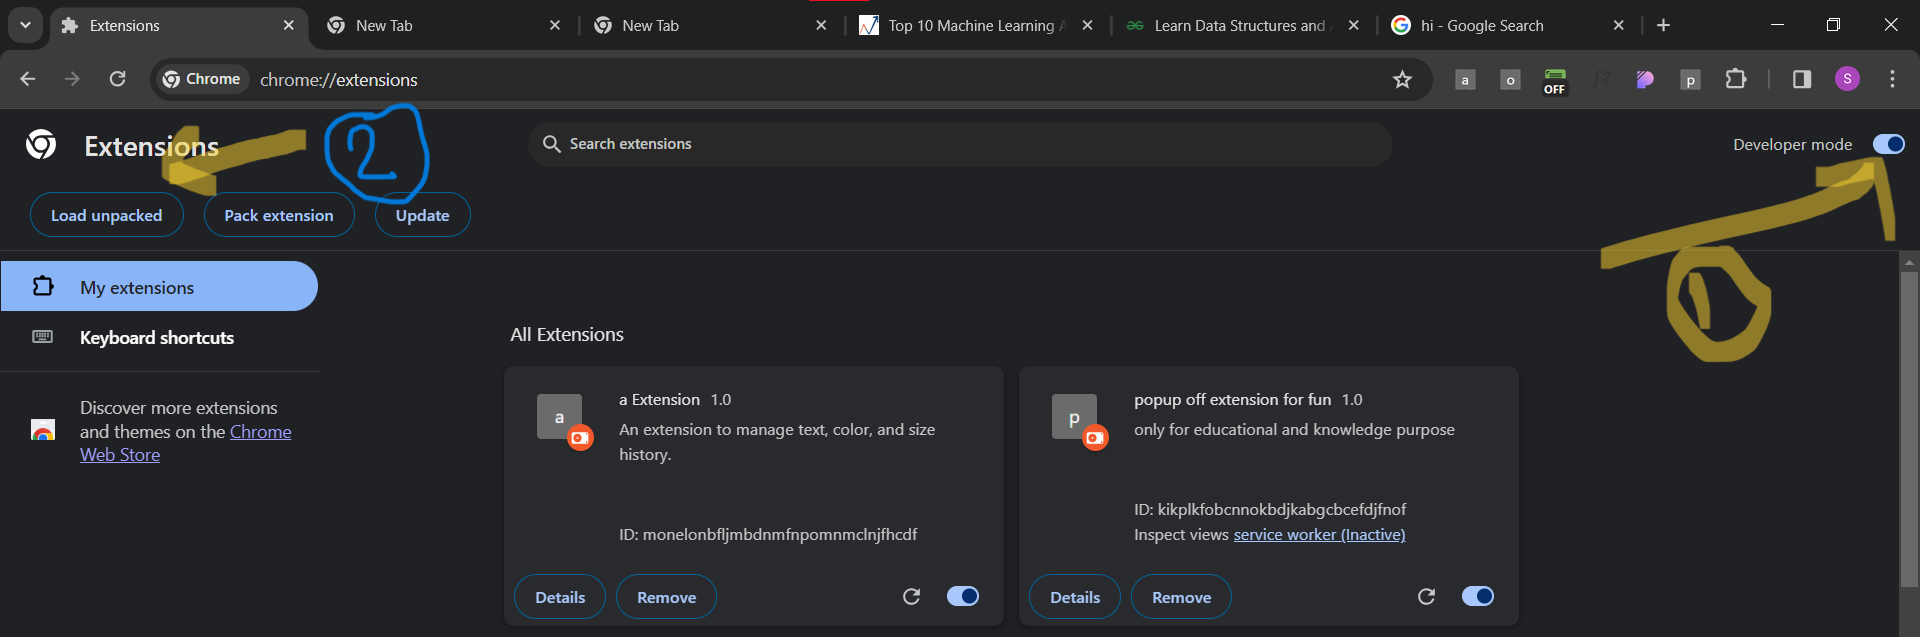 Extensions
New Tab
New Tab
Top 10 Machine Learning A
Learn Data Structures and
hi - Google Search
Chrome
chrome://extensions
a
o
OFF
f?
p
S
Extensions
2
Search extensions
Developer mode
Load unpacked
Pack extension
Update
1
My extensions
Keyboard shortcuts
Discover more extensions
and themes on the Chrome
Web Store
All Extensions
a
a Extension 1.0
An extension to manage text, color, and size
history.
ID: monelonbfljmbdnmfnpomnmclnjfhcdf
Details
Remove
p
popup off extension for fun 1.0
only for educational and knowledge purpose
ID: kikplkfobcnnokbdjkabgcbcefdjfnof
Inspect views service worker (Inactive)
Details
Remove